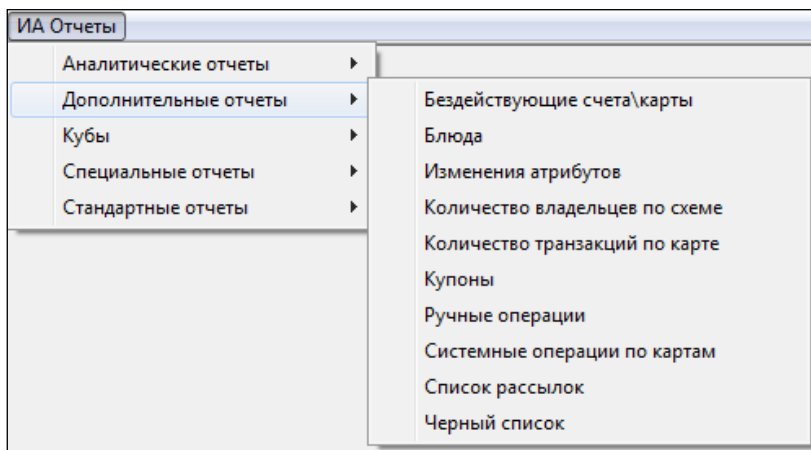 ИА Отчеты
Аналитические отчеты
Дополнительные отчеты
Кубы
Специальные отчеты
Стандартные отчеты
Бездействующие счета\карты
Блюда
Изменения атрибутов
Количество владельцев по схеме
Количество транзакций по карте
Купоны
Ручные операции
Системные операции по картам
Список рассылок
Черный список